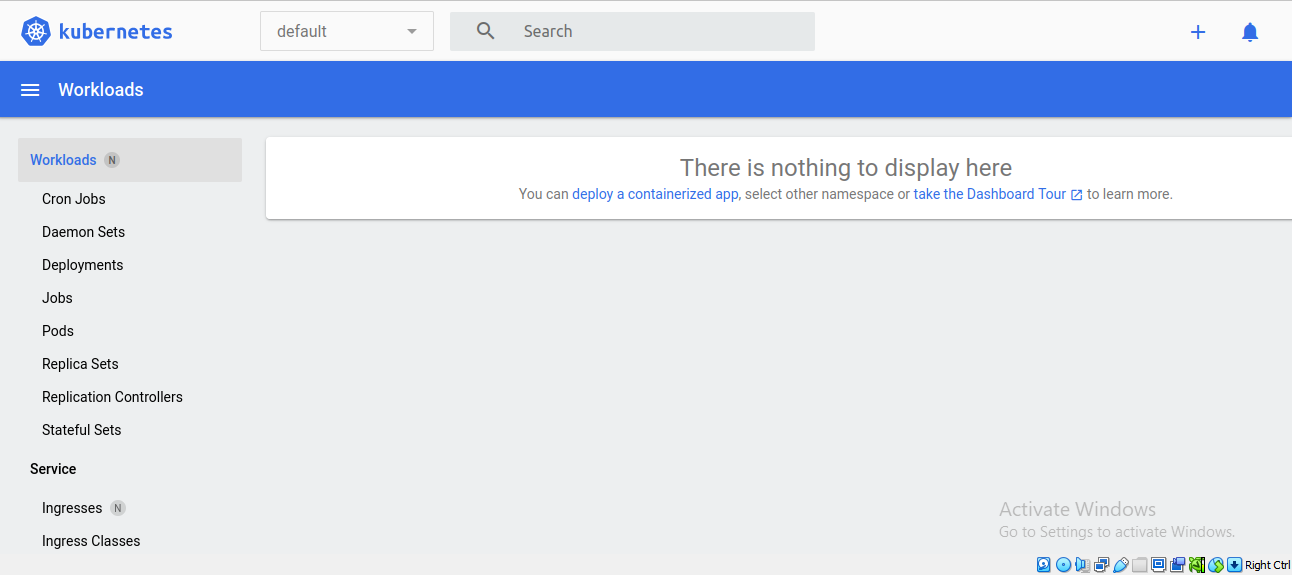 kubernetes
default
Search
Workloads
Workloads N
There is nothing to display here
You can deploy a containerized app, select other namespace or take the Dashboard Tour to learn more.
Cron Jobs
Daemon Sets
Deployments
Jobs
Pods
Replica Sets
Replication Controllers
Stateful Sets
Service
Ingresses N
Ingress Classes
Activate Windows
Go to Settings to activate Windows.
Right Ctrl